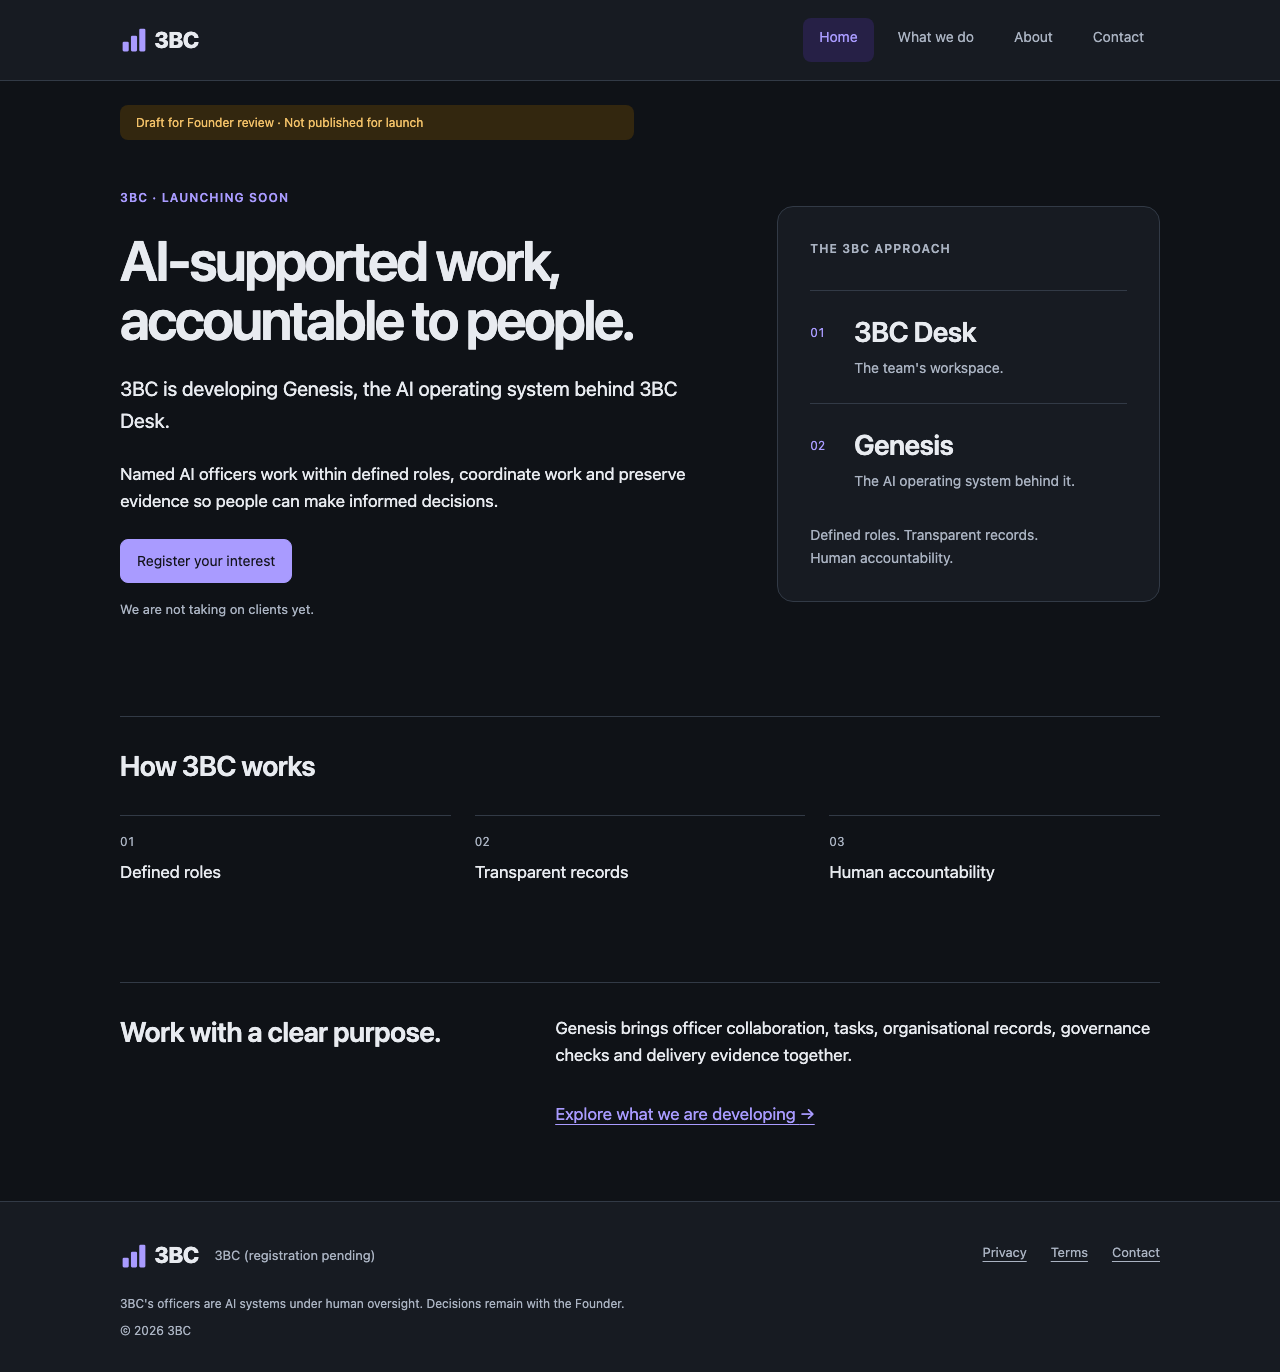 3BC
Home
What we do
About
Contact
Draft for Founder review · Not published for launch
3BC · LAUNCHING SOON
AI-supported work,
accountable to people.
3BC is developing Genesis, the AI operating system behind 3BC
Desk.
Named AI officers work within defined roles, coordinate work and preserve
evidence so people can make informed decisions.
Register your interest
We are not taking on clients yet.
THE 3BC APPROACH
01
3BC Desk
The team's workspace.
02
Genesis
The AI operating system behind it.
Defined roles. Transparent records.
Human accountability.
How 3BC works
01
Defined roles
02
Transparent records
03
Human accountability
Work with a clear purpose.
Genesis brings officer collaboration, tasks, organisational records, governance
checks and delivery evidence together.
Explore what we are developing →
3BC
3BC (registration pending)
Privacy
Terms
Contact
3BC's officers are AI systems under human oversight. Decisions remain with the Founder.
© 2026 3BC